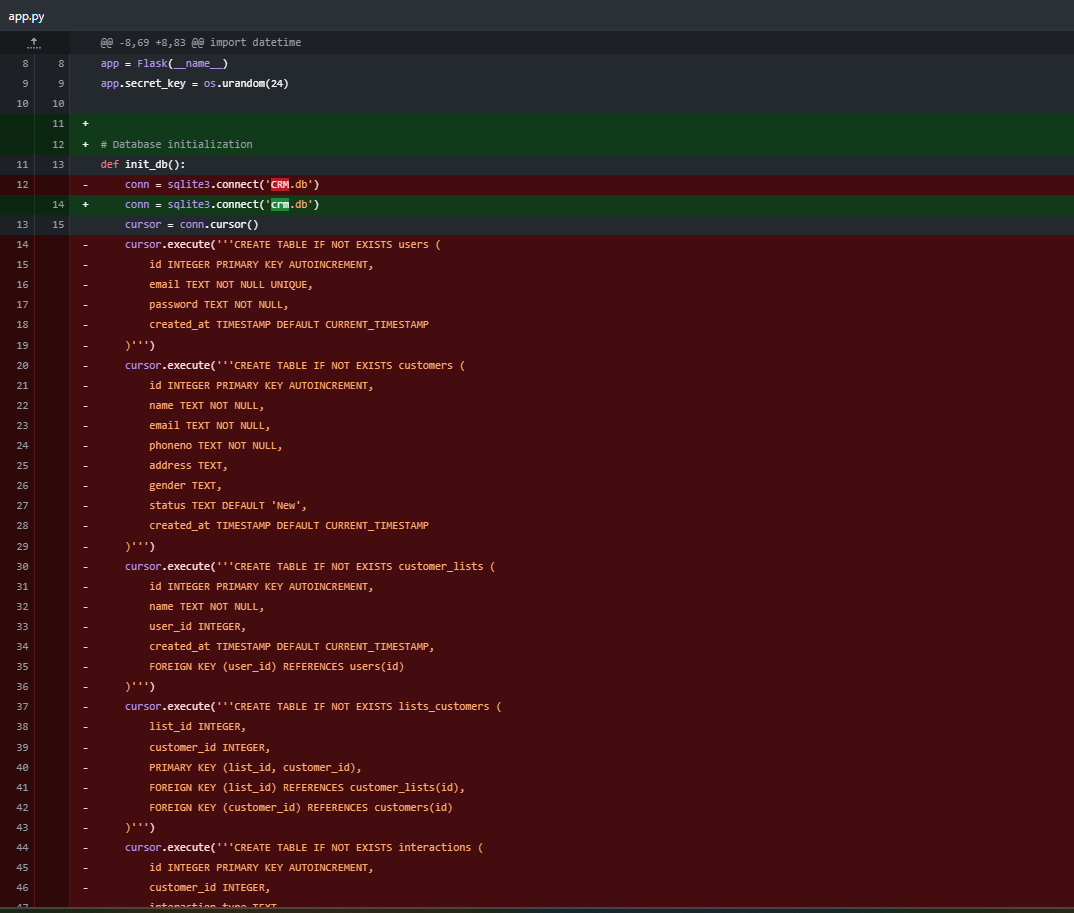 app.py
@@ -8,69 +8,83 @@ import datetime
8 8 app = Flask(__name__)
9 9 app.secret_key = os.urandom(24)
10 10
11 +
12 + # Database initialization
11 13 def init_db():
12 - conn = sqlite3.connect('CRM.db')
14 + conn = sqlite3.connect('crm.db')
13 15 cursor = conn.cursor()
14 - cursor.execute('''CREATE TABLE IF NOT EXISTS users (
15 - id INTEGER PRIMARY KEY AUTOINCREMENT,
16 - email TEXT NOT NULL UNIQUE,
17 - password TEXT NOT NULL,
18 - created_at TIMESTAMP DEFAULT CURRENT_TIMESTAMP
19 - )''')
20 - cursor.execute('''CREATE TABLE IF NOT EXISTS customers (
21 - id INTEGER PRIMARY KEY AUTOINCREMENT,
22 - name TEXT NOT NULL,
23 - email TEXT NOT NULL,
24 - phoneno TEXT NOT NULL,
25 - address TEXT,
26 - gender TEXT,
27 - status TEXT DEFAULT 'New',
28 - created_at TIMESTAMP DEFAULT CURRENT_TIMESTAMP
29 - )''')
30 - cursor.execute('''CREATE TABLE IF NOT EXISTS customer_lists (
31 - id INTEGER PRIMARY KEY AUTOINCREMENT,
32 - name TEXT NOT NULL,
33 - user_id INTEGER,
34 - created_at TIMESTAMP DEFAULT CURRENT_TIMESTAMP,
35 - FOREIGN KEY (user_id) REFERENCES users(id)
36 - )''')
37 - cursor.execute('''CREATE TABLE IF NOT EXISTS lists_customers (
38 - list_id INTEGER,
39 - customer_id INTEGER,
40 - PRIMARY KEY (list_id, customer_id),
41 - FOREIGN KEY (list_id) REFERENCES customer_lists(id),
42 - FOREIGN KEY (customer_id) REFERENCES customers(id)
43 - )''')
44 - cursor.execute('''CREATE TABLE IF NOT EXISTS interactions (
45 - id INTEGER PRIMARY KEY AUTOINCREMENT,
46 - customer_id INTEGER,
47 - interaction_type TEXT